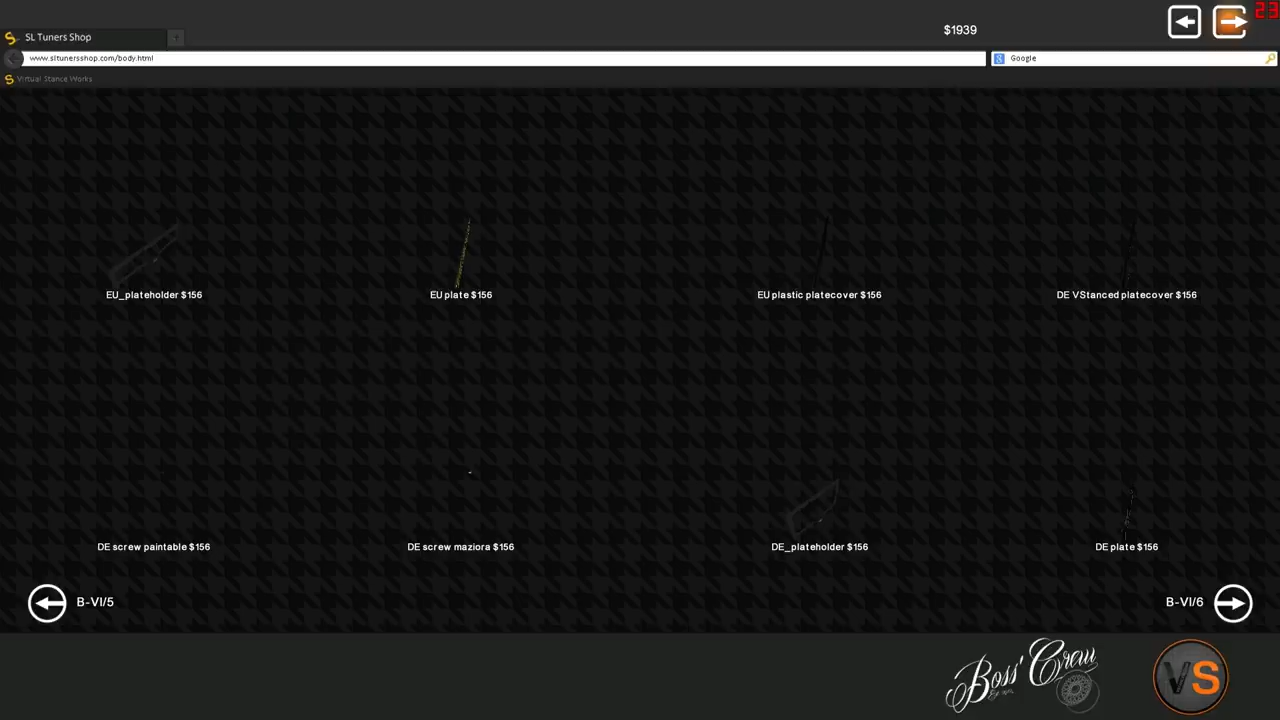 23
$1939
SL Tuners Shop
www.sltunersshop.com/body.html
Google
Virtual Stance Works
EU_plateholder $156
EU plate $156
EU plastic platecover $156
DE VStanced platecover $156
DE screw paintable $156
DE screw maziora $156
DE_plateholder $156
DE plate $156
B-VI/5
B-VI/6
Boss' Crew
VS